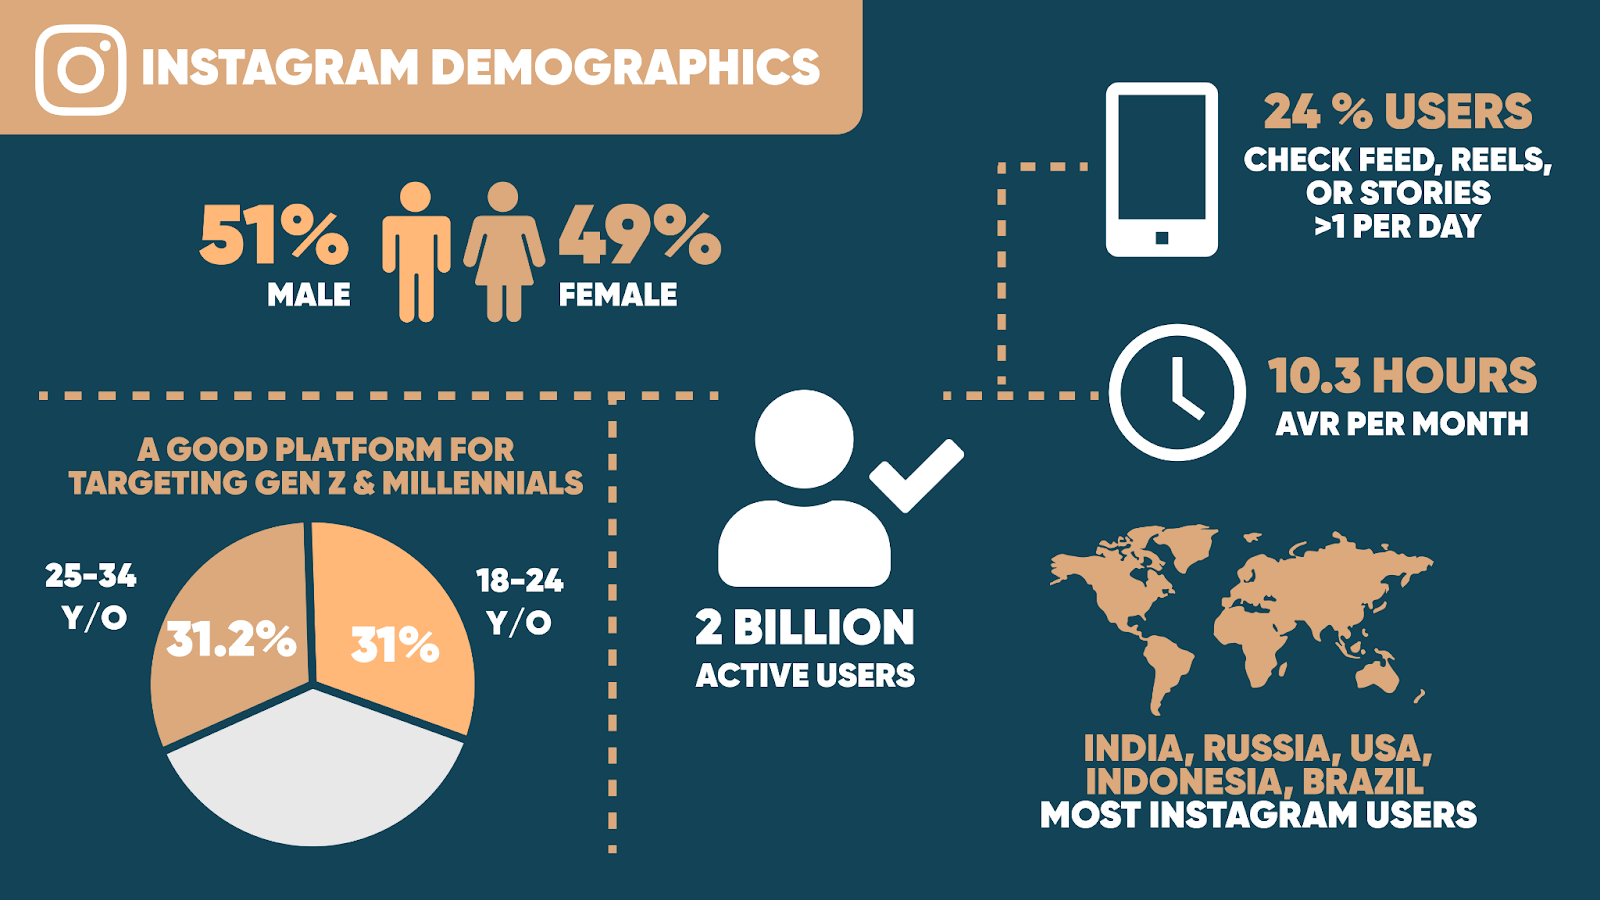 INSTAGRAM DEMOGRAPHICS
51%
MALE
49%
FEMALE
24 % USERS
CHECK FEED, REELS,
OR STORIES
>1 PER DAY
10.3 HOURS
AVR PER MONTH
A GOOD PLATFORM FOR
TARGETING GEN Z & MILLENNIALS
25-34
Y/O
31.2%
31%
18-24
Y/O
2 BILLION
ACTIVE USERS
INDIA, RUSSIA, USA,
INDONESIA, BRAZIL
MOST INSTAGRAM USERS